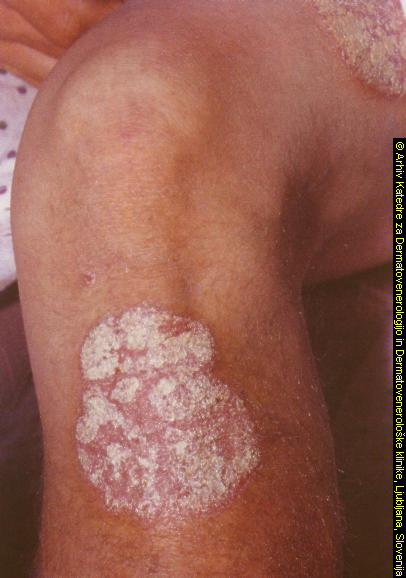 © Arhiv Katedre za Dermatovenerologijo in Dermatovenerološke klinike, Ljubljana, Slovenija